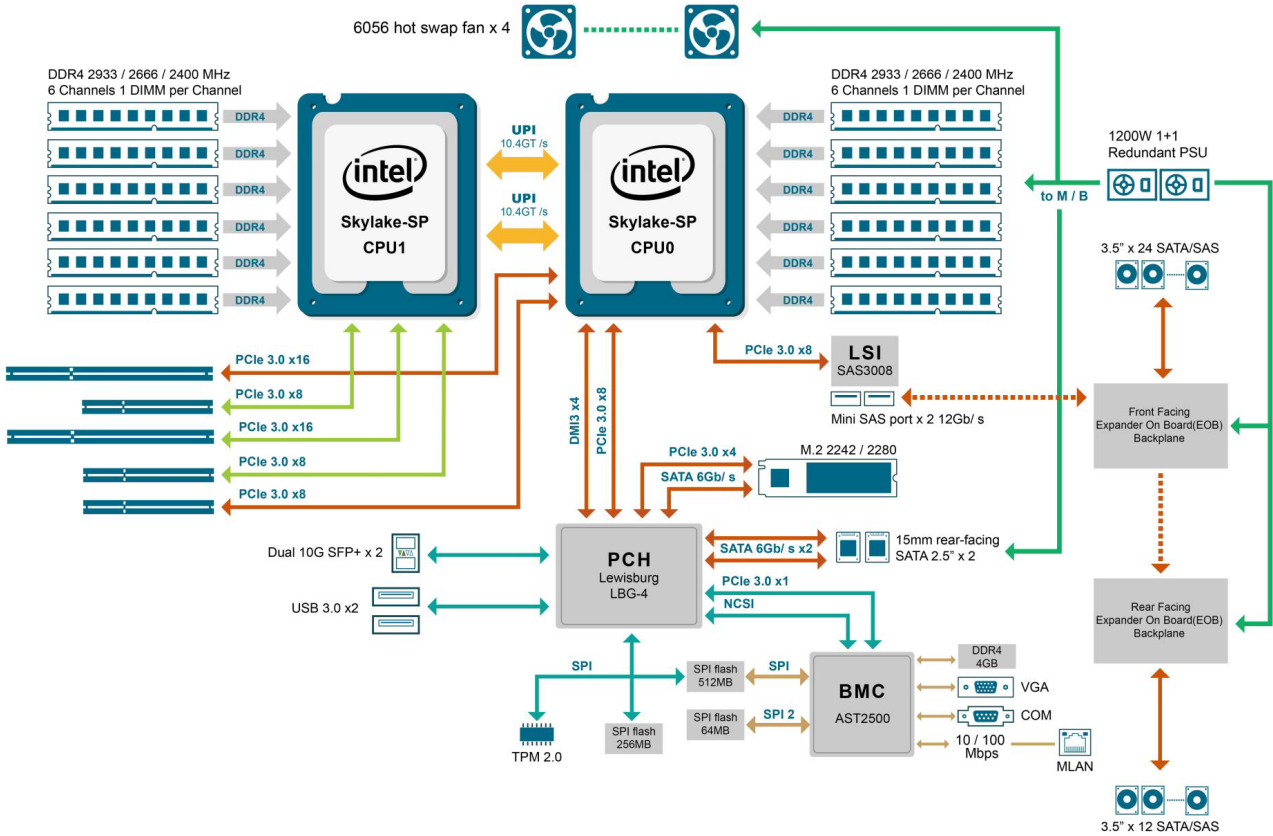 6056 hot swap fan x 4
DDR4 2933 / 2666 / 2400 MHz
6 Channels 1 DIMM per Channel
DDR4
DDR4
DDR4
DDR4
DDR4
DDR4
intel
Skylake-SP
CPU1
UPI
10.4GT /s
UPI
10.4GT /s
intel
Skylake-SP
CPU0
DDR4 2933 / 2666 / 2400 MHz
6 Channels 1 DIMM per Channel
DDR4
DDR4
DDR4
DDR4
DDR4
DDR4
1200W 1+1
Redundant PSU
to M / B
3.5” x 24 SATA/SAS
PCIe 3.0 x16
PCIe 3.0 x8
PCIe 3.0 x16
PCIe 3.0 x8
PCIe 3.0 x8
DMI3 x4
PCIe 3.0 x8
PCIe 3.0 x8
LSI
SAS3008
Mini SAS port x 2 12Gb/ s
Front Facing
Expander On Board(EOB)
Backplane
PCIe 3.0 x4
SATA 6Gb/ s
M.2 2242 / 2280
PCH
Lewisburg
LBG-4
Dual 10G SFP+ x 2
USB 3.0 x2
SATA 6Gb/ s x2
15mm rear-facing
SATA 2.5” x 2
PCIe 3.0 x1
NCSI
Rear Facing
Expander On Board(EOB)
Backplane
SPI
TPM 2.0
SPI flash
256MB
SPI flash
512MB
SPI
SPI flash
64MB
SPI 2
BMC
AST2500
DDR4
4GB
VGA
COM
10 / 100
Mbps
MLAN
3.5” x 12 SATA/SAS